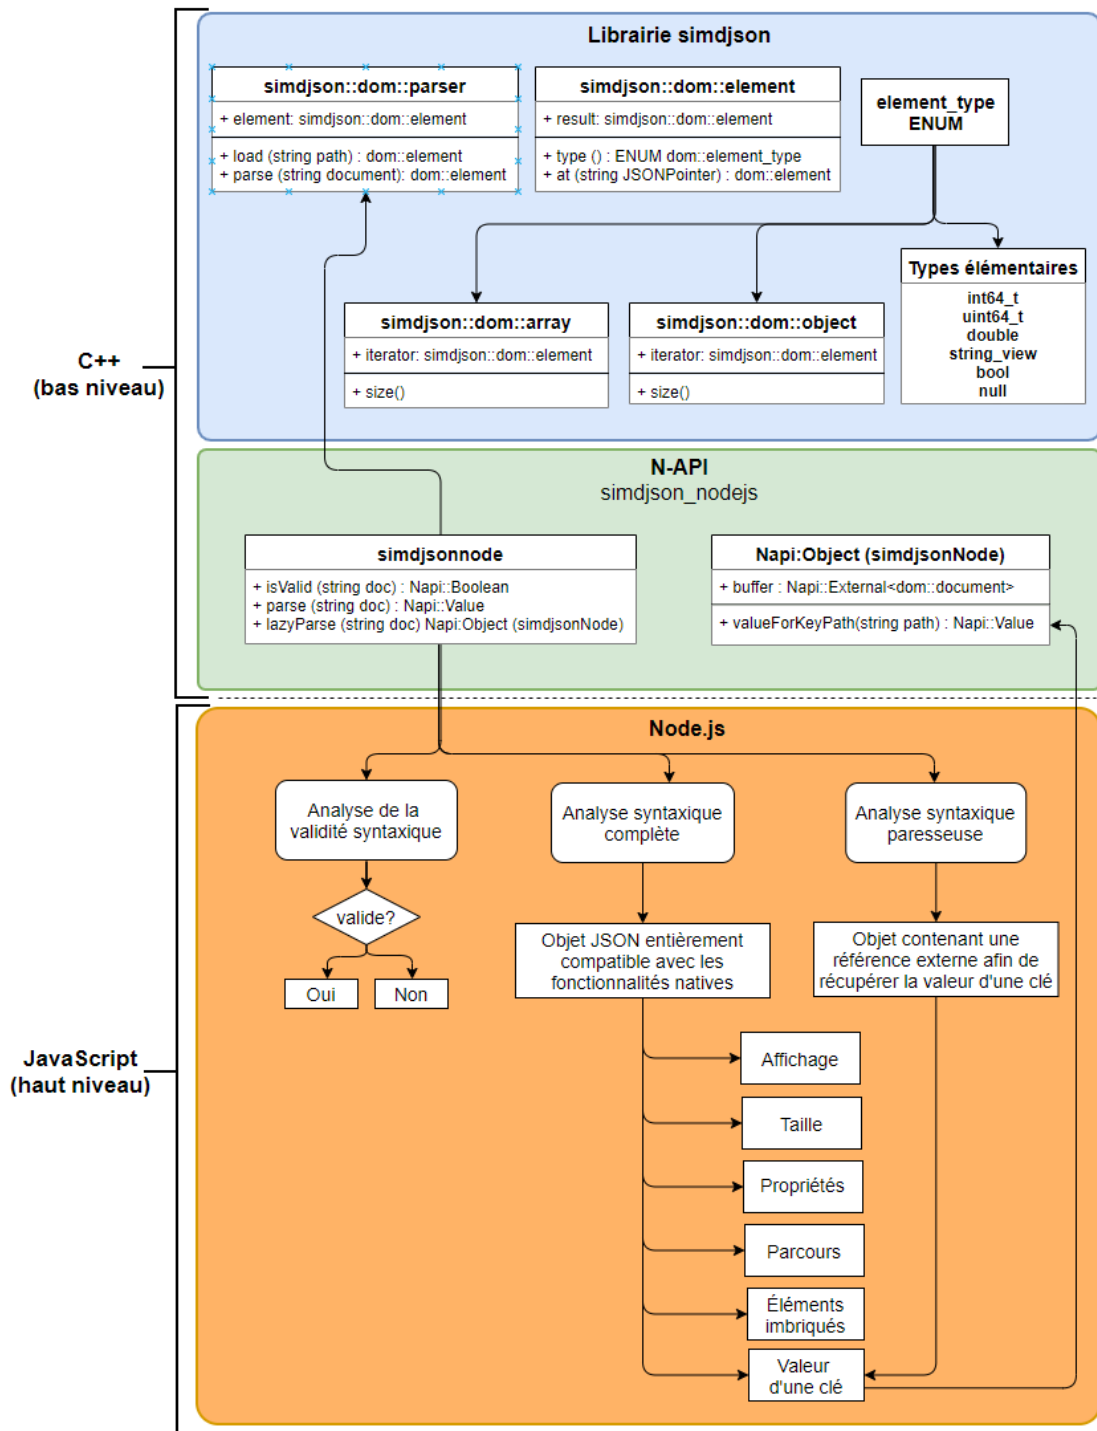 Librairie simdjson
simdjson::dom::parser
+ element: simdjson::dom::element
+ load (string path) : dom::element
+ parse (string document): dom::element
simdjson::dom::element
+ result: simdjson::dom::element
+ type () : ENUM dom::element_type
+ at (string JSONPointer) : dom::element
element_type
ENUM
simdjson::dom::array
+ iterator: simdjson::dom::element
+ size()
simdjson::dom::object
+ iterator: simdjson::dom::element
+ size()
Types élémentaires
int64_t
uint64_t
double
string_view
bool
null
C++
(bas niveau)
N-API
simdjson_nodejs
simdjsonnode
+ isValid (string doc) : Napi::Boolean
+ parse (string doc) : Napi::Value
+ lazyParse (string doc) Napi:Object (simdjsonNode)
Napi:Object (simdjsonNode)
+ buffer : Napi::External<dom::document>
+ valueForKeyPath(string path) : Napi::Value
Node.js
Analyse de la
validité syntaxique
valide?
Oui
Non
Analyse syntaxique
complète
Objet JSON entièrement
compatible avec les
fonctionnalités natives
Analyse syntaxique
paresseuse
Objet contenant une
référence externe afin de
récupérer la valeur d'une clé
Affichage
Taille
Propriétés
Parcours
Éléments
imbriqués
Valeur
d'une clé
JavaScript
(haut niveau)